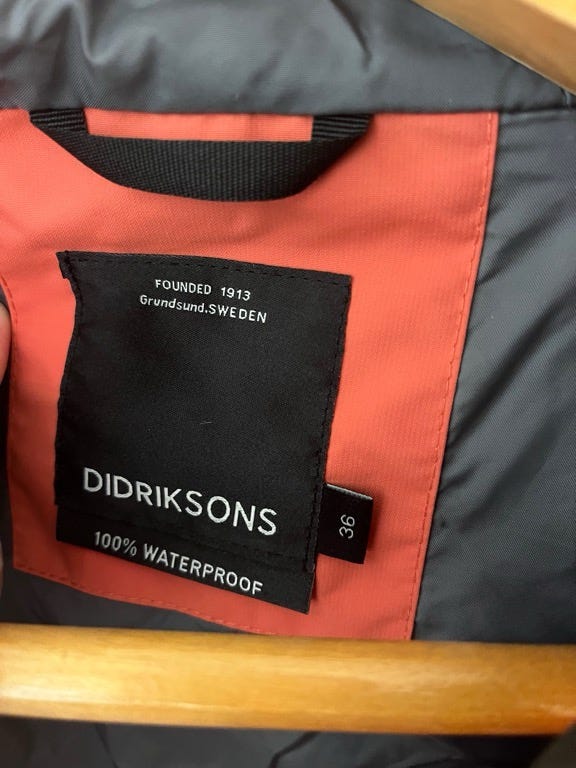 FOUNDED 1913
Grundsund.SWEDEN
DIDRIKSONS
36
100% WATERPROOF